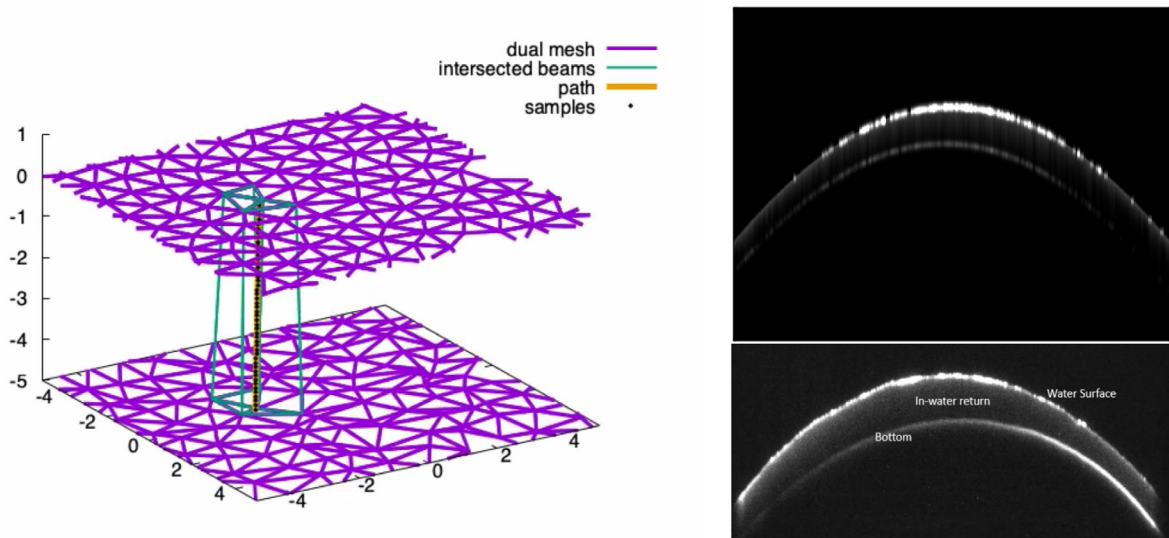 dual mesh
intersected beams
path
samples
1
0
-1
-2
-3
-4
-5
-4
-2
0
2
4
-4
-2
0
2
4
Water Surface
In-water return
Bottom